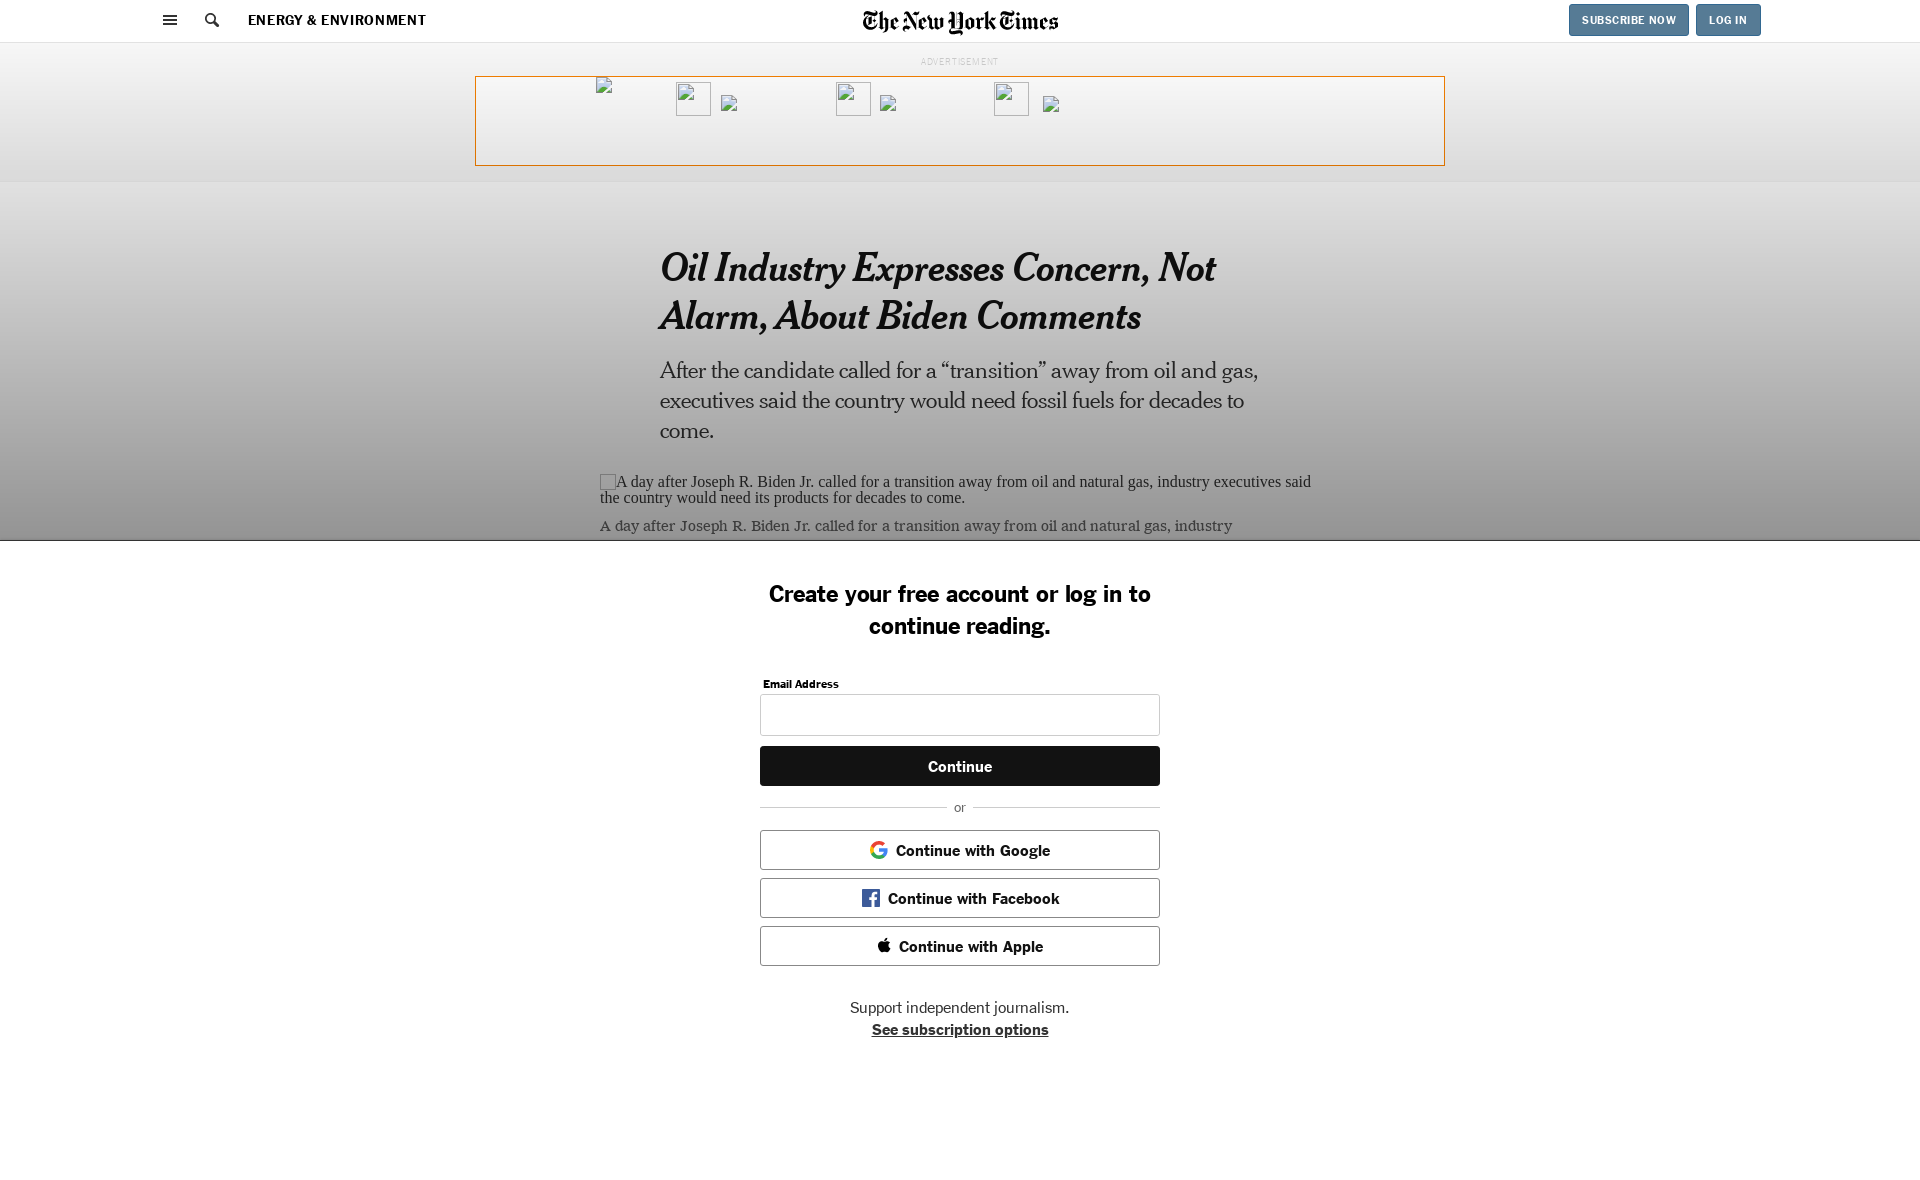 ENERGY & ENVIRONMENT
The New York Times
SUBSCRIBE NOW
LOG IN
ADVERTISEMENT
Oil Industry Expresses Concern, Not
Alarm, About Biden Comments
After the candidate called for a “transition” away from oil and gas,
executives said the country would need fossil fuels for decades to
come.
A day after Joseph R. Biden Jr. called for a transition away from oil and natural gas, industry executives said
the country would need its products for decades to come.
A day after Joseph R. Biden Jr. called for a transition away from oil and natural gas, industry
Create your free account or log in to
continue reading.
Email Address
Continue
or
Continue with Google
Continue with Facebook
Continue with Apple
Support independent journalism.
See subscription options